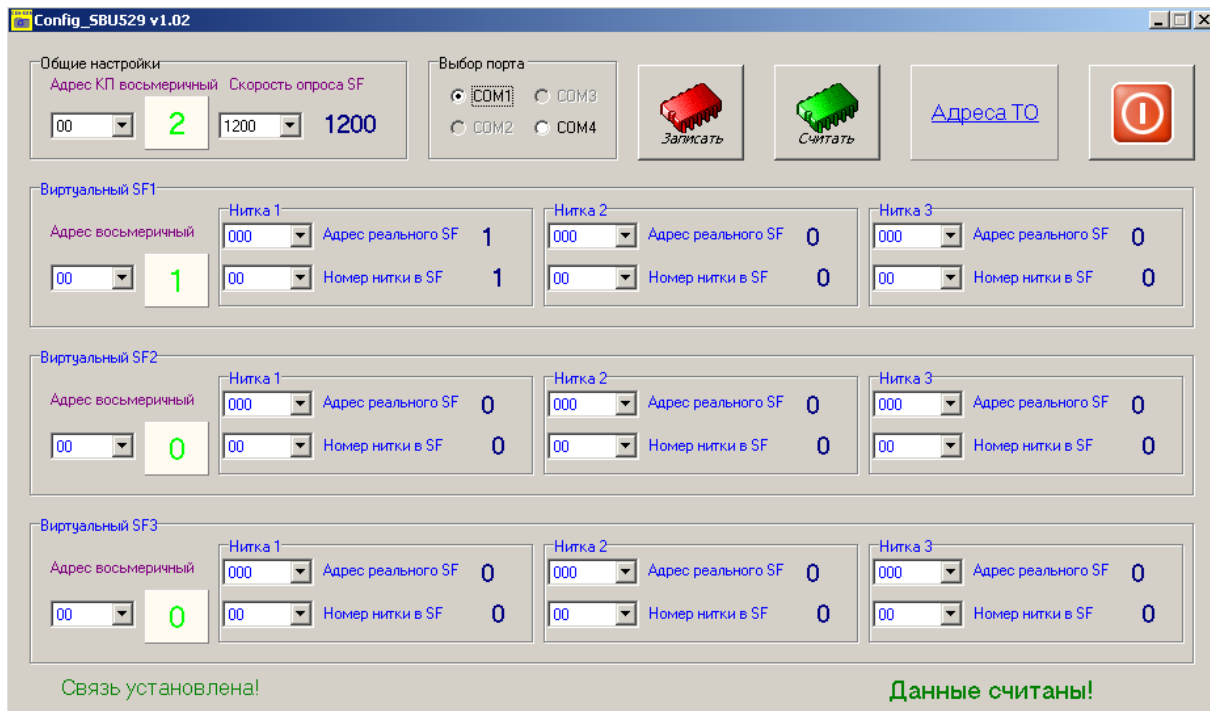 Config_SBU529 v1.02
Общие настройки
Адрес КП восьмеричный Скорость опроса SF
00 2 1200 1200
Выбор порта
COM1 COM3
COM2 COM4
Записать
Считать
Адреса ТО
Виртуальный SF1
Адрес восьмеричный
00 1
Нитка 1
000 Адрес реального SF 1
00 Номер нитки в SF 1
Нитка 2
000 Адрес реального SF 0
00 Номер нитки в SF 0
Нитка 3
000 Адрес реального SF 0
00 Номер нитки в SF 0
Виртуальный SF2
Адрес восьмеричный
00 0
Нитка 1
000 Адрес реального SF 0
00 Номер нитки в SF 0
Нитка 2
000 Адрес реального SF 0
00 Номер нитки в SF 0
Нитка 3
000 Адрес реального SF 0
00 Номер нитки в SF 0
Виртуальный SF3
Адрес восьмеричный
00 0
Нитка 1
000 Адрес реального SF 0
00 Номер нитки в SF 0
Нитка 2
000 Адрес реального SF 0
00 Номер нитки в SF 0
Нитка 3
000 Адрес реального SF 0
00 Номер нитки в SF 0
Связь установлена!
Данные считаны!